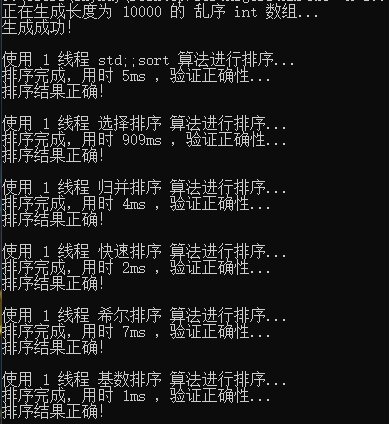 正在生成长度为 10000 的 乱序 int 数组...
生成成功!
使用 1 线程 std;;sort 算法进行排序...
排序完成，用时 5ms ，验证正确性...
排序结果正确!
使用 1 线程 选择排序 算法进行排序...
排序完成，用时 909ms ，验证正确性...
排序结果正确!
使用 1 线程 归并排序 算法进行排序...
排序完成，用时 4ms ，验证正确性...
排序结果正确!
使用 1 线程 快速排序 算法进行排序...
排序完成，用时 2ms ，验证正确性...
排序结果正确!
使用 1 线程 希尔排序 算法进行排序...
排序完成，用时 7ms ，验证正确性...
排序结果正确!
使用 1 线程 基数排序 算法进行排序...
排序完成，用时 1ms ，验证正确性...
排序结果正确!